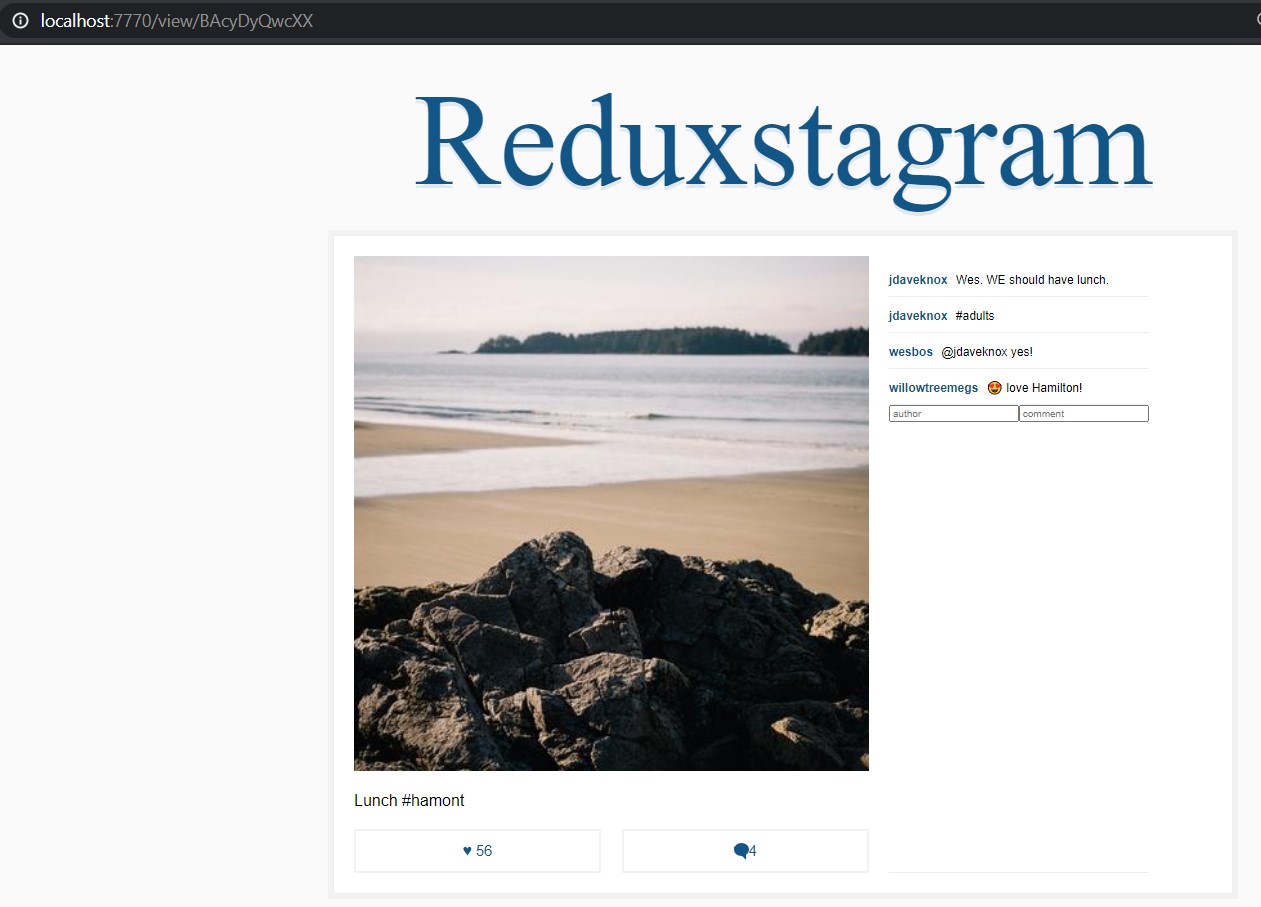 localhost:7770/view/BAcyDyQwcXX
Reduxstagram
jdaveknox Wes. WE should have lunch.
jdaveknox #adults
wesbos @jdaveknox yes!
willowtreemegs 😍 love Hamilton!
author comment
Lunch #hamont
♥ 56
4